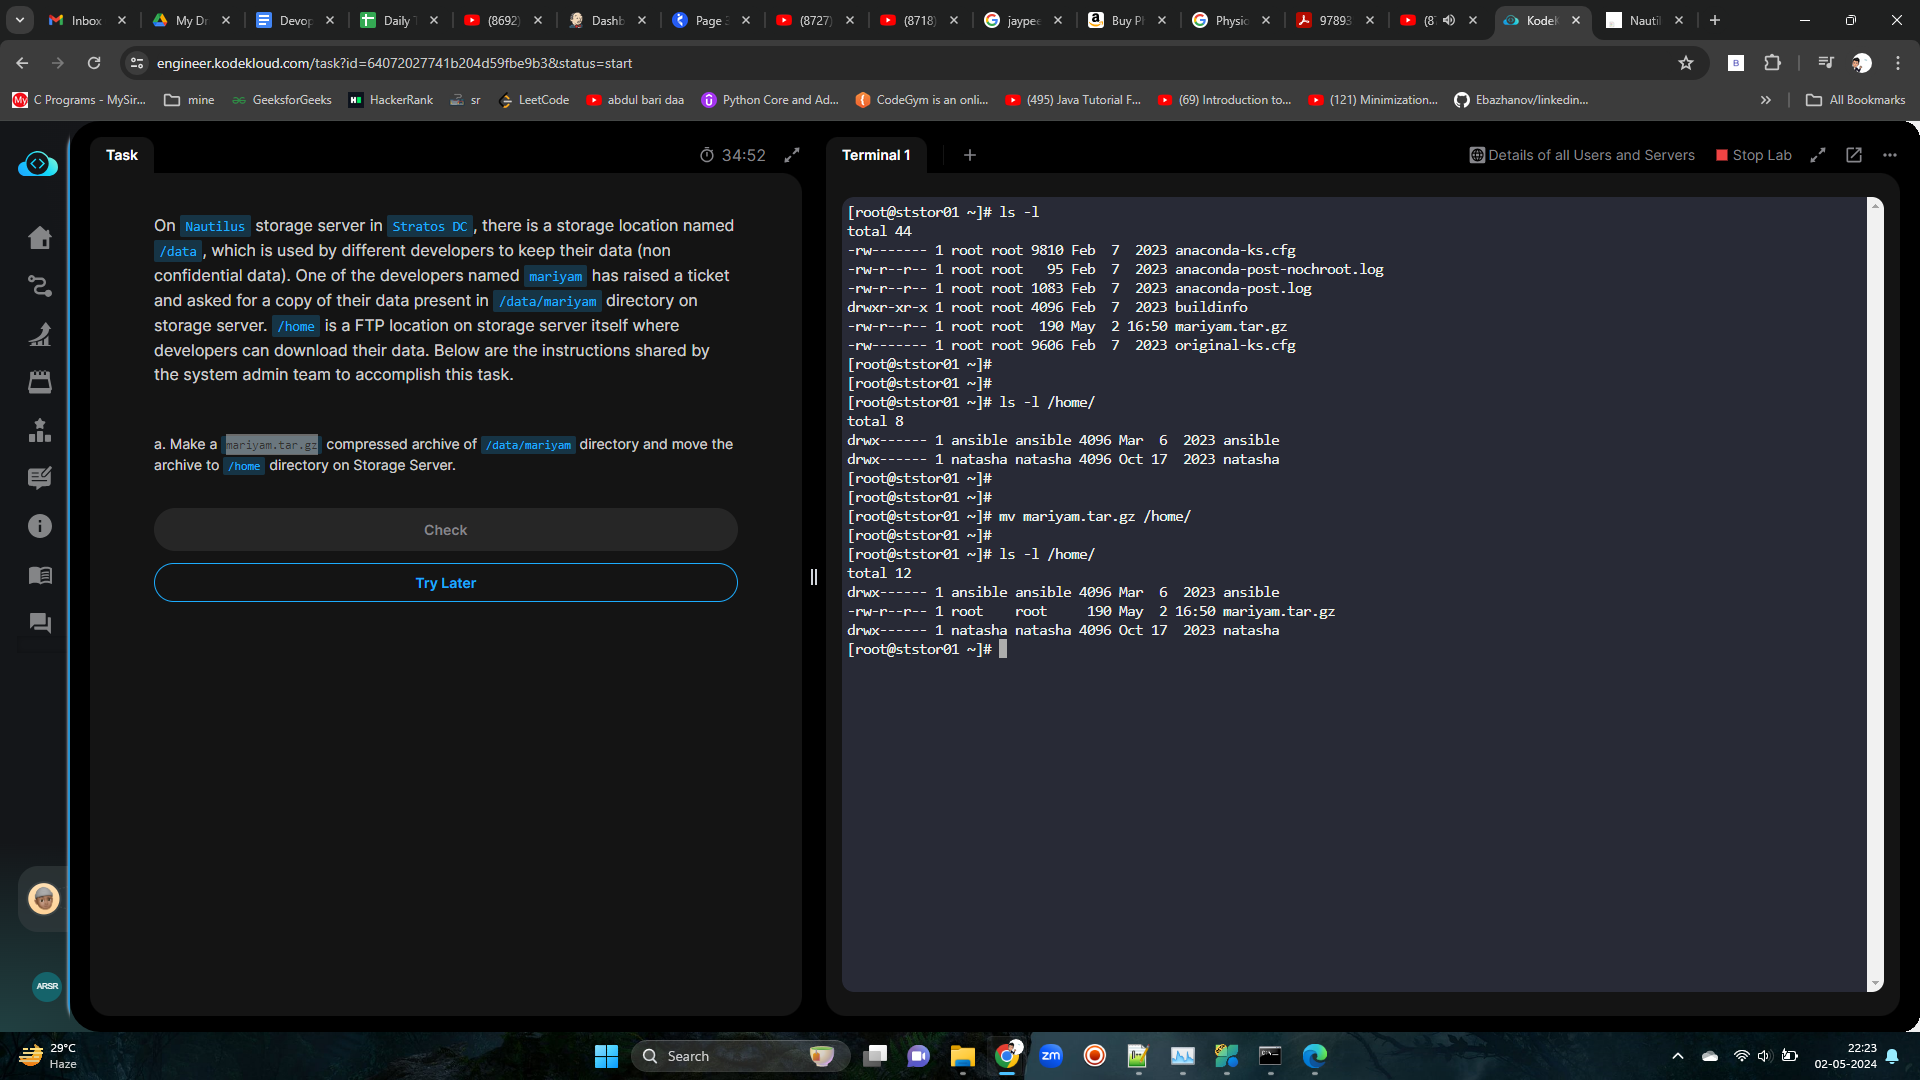 Inbox
My Dr
Devop
Daily T
(8692)
Dashb
Page 3
(8727)
(8718)
jaypee
Buy Ph
Physic
97893
(8
KodeK
Nautil
engineer.kodekloud.com/task?id=64072027741b204d59fbe9b3&status=start
C Programs - MySir...
mine
GeeksforGeeks
HackerRank
sr
LeetCode
abdul bari daa
Python Core and Ad...
CodeGym is an onli...
(495) Java Tutorial F...
(69) Introduction to...
(121) Minimization...
Ebazhanov/linkedin...
All Bookmarks
Task
34:52
On Nautilus storage server in Stratos DC, there is a storage location named
/data, which is used by different developers to keep their data (non
confidential data). One of the developers named mariyam has raised a ticket
and asked for a copy of their data present in /data/mariyam directory on
storage server. /home is a FTP location on storage server itself where
developers can download their data. Below are the instructions shared by
the system admin team to accomplish this task.
a. Make a mariyam.tar.gz compressed archive of /data/mariyam directory and move the
archive to /home directory on Storage Server.
Check
Try Later
Terminal 1
Details of all Users and Servers
Stop Lab
[root@ststor01 ~]# ls -l
total 44
-rw------- 1 root root 9810 Feb  7  2023 anaconda-ks.cfg
-rw-r--r-- 1 root root   95 Feb  7  2023 anaconda-post-nochroot.log
-rw-r--r-- 1 root root 1083 Feb  7  2023 anaconda-post.log
drwxr-xr-x 1 root root 4096 Feb  7  2023 buildinfo
-rw-r--r-- 1 root root  190 May  2 16:50 mariyam.tar.gz
-rw------- 1 root root 9606 Feb  7  2023 original-ks.cfg
[root@ststor01 ~]#
[root@ststor01 ~]#
[root@ststor01 ~]# ls -l /home/
total 8
drwx------ 1 ansible ansible 4096 Mar  6  2023 ansible
drwx------ 1 natasha natasha 4096 Oct 17  2023 natasha
[root@ststor01 ~]#
[root@ststor01 ~]#
[root@ststor01 ~]# mv mariyam.tar.gz /home/
[root@ststor01 ~]#
[root@ststor01 ~]# ls -l /home/
total 12
drwx------ 1 ansible ansible 4096 Mar  6  2023 ansible
-rw-r--r-- 1 root    root     190 May  2 16:50 mariyam.tar.gz
drwx------ 1 natasha natasha 4096 Oct 17  2023 natasha
[root@ststor01 ~]#
ARSR
29°C
Haze
Search
zm
22:23
02-05-2024